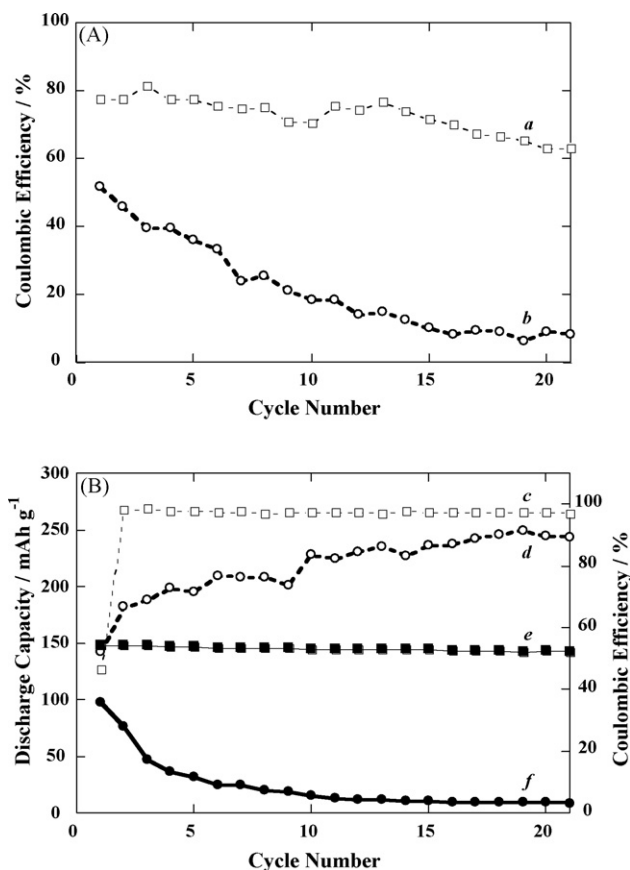 (A)
100
80
60
40
20
0
Coulombic Efficiency / %
a
b
0 5 10 15 20
Cycle Number
(B)
300
250
200
150
100
50
0
Discharge Capacity / mAh g⁻¹
c
d
e
f
100
80
60
40
20
0
Coulombic Efficiency / %
0 5 10 15 20
Cycle Number